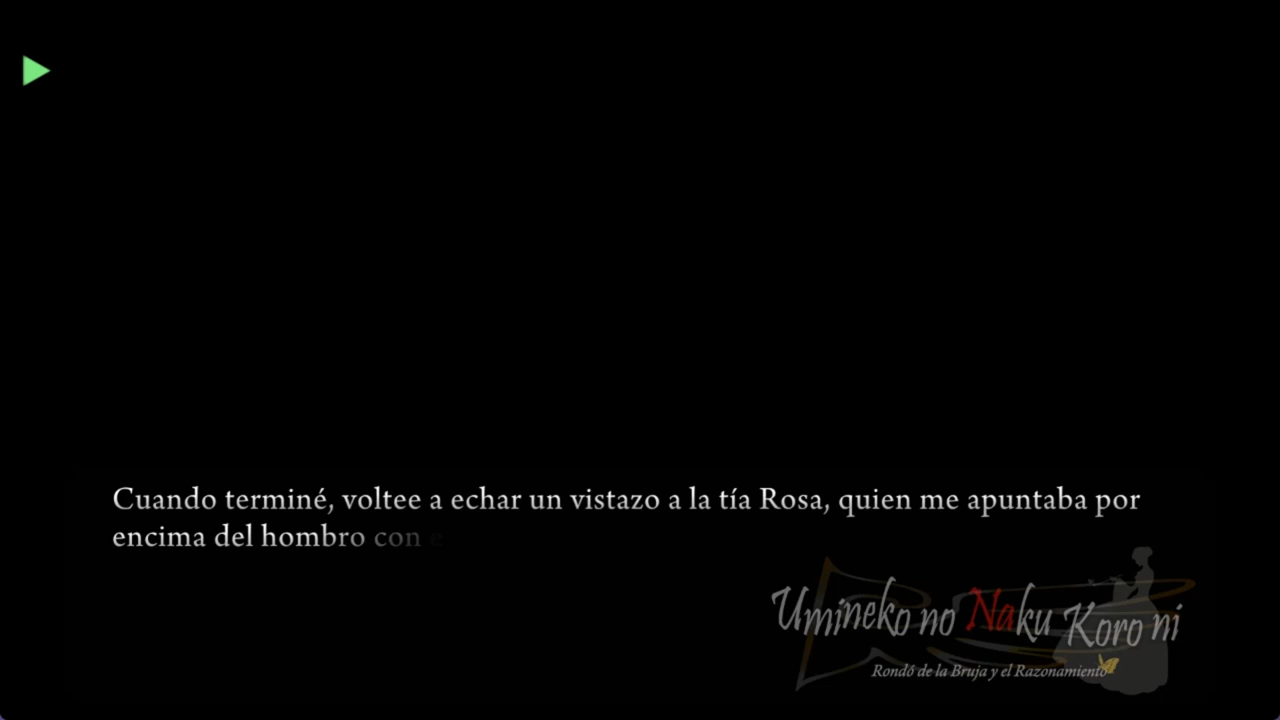 Cuando terminé, voltee a echar un vistazo a la tía Rosa, quien me apuntaba por
encima del hombro con e
Umineko no Naku Koro ni
Rondó de la Bruja y el Razonamiento